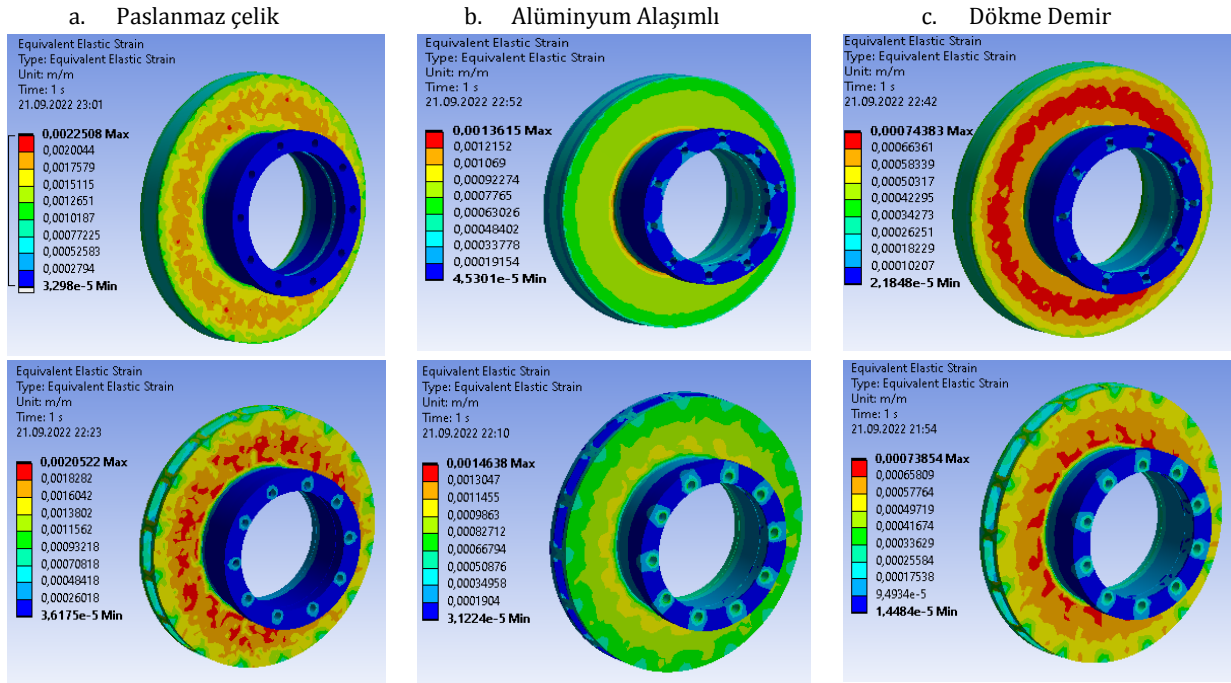 a. Paslanmaz çelik
b. Alüminyum Alaşımlı
c. Dökme Demir
Equivalent Elastic Strain
Type: Equivalent Elastic Strain
Unit: m/m
Time: 1 s
21.09.2022 23:01
0,0022508 Max
0,0020044
0,0017579
0,0015115
0,0012651
0,0010187
0,00077225
0,00052583
0,0002794
3,298e-5 Min
Equivalent Elastic Strain
Type: Equivalent Elastic Strain
Unit: m/m
Time: 1 s
21.09.2022 22:52
0,0013615 Max
0,0012152
0,001069
0,00092274
0,0007765
0,00063026
0,00048402
0,00033778
0,00019154
4,5301e-5 Min
Equivalent Elastic Strain
Type: Equivalent Elastic Strain
Unit: m/m
Time: 1 s
21.09.2022 22:42
0,00074383 Max
0,00066361
0,00058339
0,00050317
0,00042295
0,00034273
0,00026251
0,00018229
0,00010207
2,1848e-5 Min
Equivalent Elastic Strain
Type: Equivalent Elastic Strain
Unit: m/m
Time: 1 s
21.09.2022 22:23
0,0020522 Max
0,0018282
0,0016042
0,0013802
0,0011562
0,00093218
0,00070818
0,00048418
0,00026018
3,6175e-5 Min
Equivalent Elastic Strain
Type: Equivalent Elastic Strain
Unit: m/m
Time: 1 s
21.09.2022 22:10
0,0014638 Max
0,0013047
0,0011455
0,0009863
0,00082712
0,00066794
0,00050876
0,00034958
0,0001904
3,1224e-5 Min
Equivalent Elastic Strain
Type: Equivalent Elastic Strain
Unit: m/m
Time: 1 s
21.09.2022 21:54
0,00073854 Max
0,00065809
0,00057764
0,00049719
0,00041674
0,00033629
0,00025584
0,00017538
9,4934e-5
1,4484e-5 Min